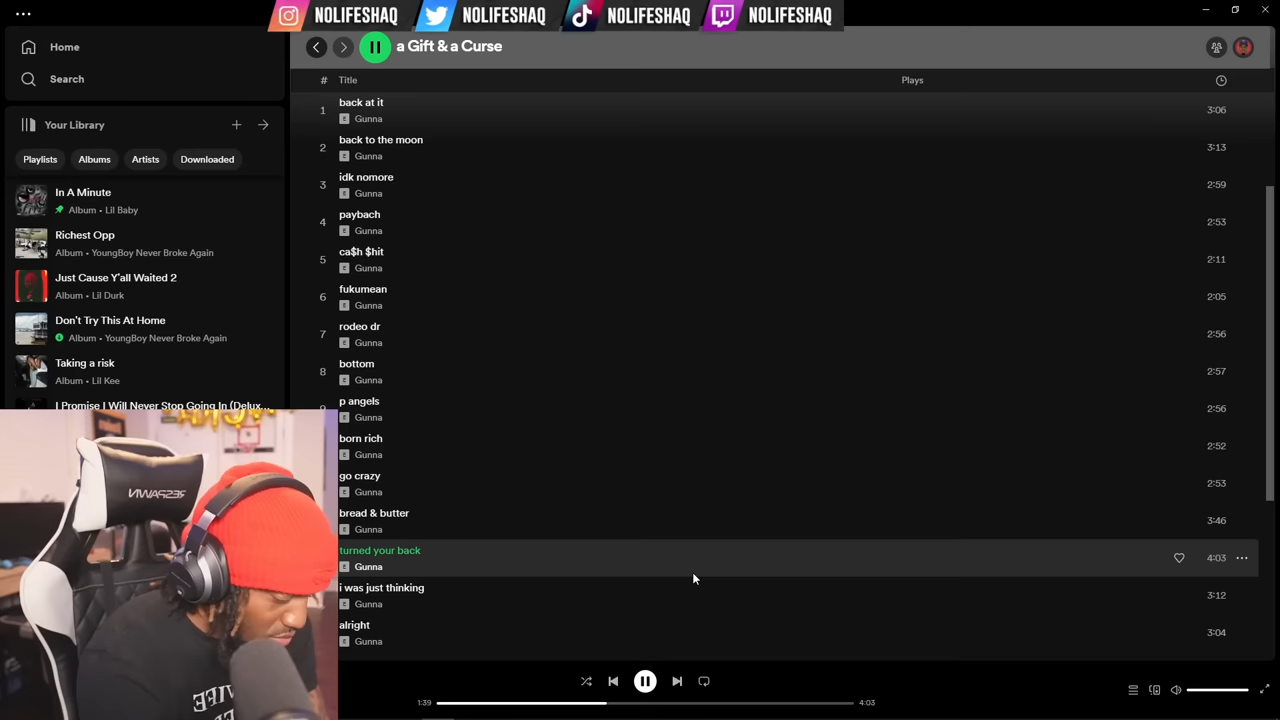 NOLIFESHAQ NOLIFESHAQ NOLIFESHAQ NOLIFESHAQ
Home
Search
Your Library
Playlists Albums Artists Downloaded
In A Minute
Album • Lil Baby
Richest Opp
Album • YoungBoy Never Broke Again
Just Cause Y'all Waited 2
Album • Lil Durk
Don't Try This At Home
Album • YoungBoy Never Broke Again
Taking a risk
Album • Lil Kee
I Promise I Will Never Stop Going In (Delux...
a Gift & a Curse
# Title Plays
1 back at it 3:06
E Gunna
2 back to the moon 3:13
E Gunna
3 idk nomore 2:59
E Gunna
4 paybach 2:53
E Gunna
5 ca$h $hit 2:11
E Gunna
6 fukumean 2:05
E Gunna
7 rodeo dr 2:56
E Gunna
8 bottom 2:57
E Gunna
9 p angels 2:56
E Gunna
born rich 2:52
E Gunna
go crazy 2:53
E Gunna
bread & butter 3:46
E Gunna
turned your back 4:03
E Gunna
i was just thinking 3:12
E Gunna
alright 3:04
E Gunna
1:39 4:03
RESPAWN